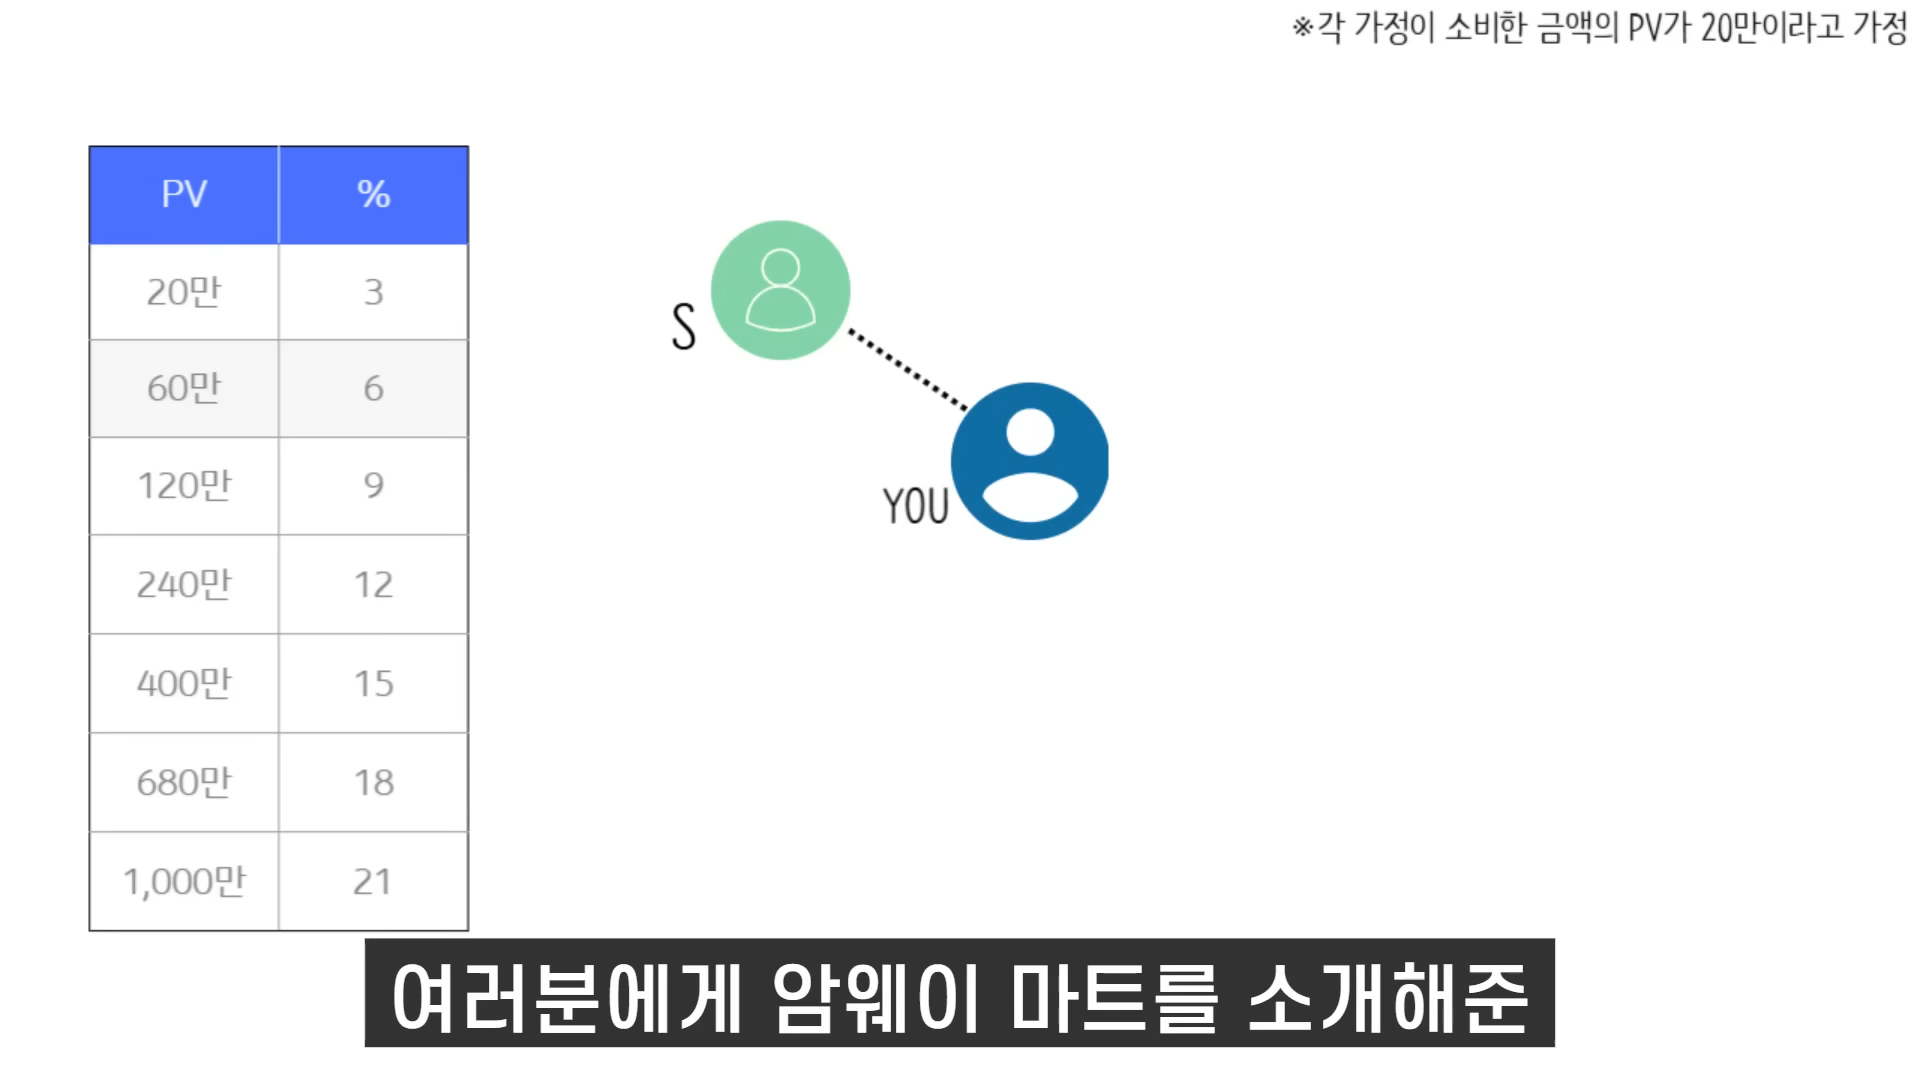 ※각 가정이 소비한 금액의 PV가 20만이라고 가정
PV %
20만 3
60만 6
120만 9
240만 12
400만 15
680만 18
1,000만 21
S
YOU
여러분에게 암웨이 마트를 소개해준